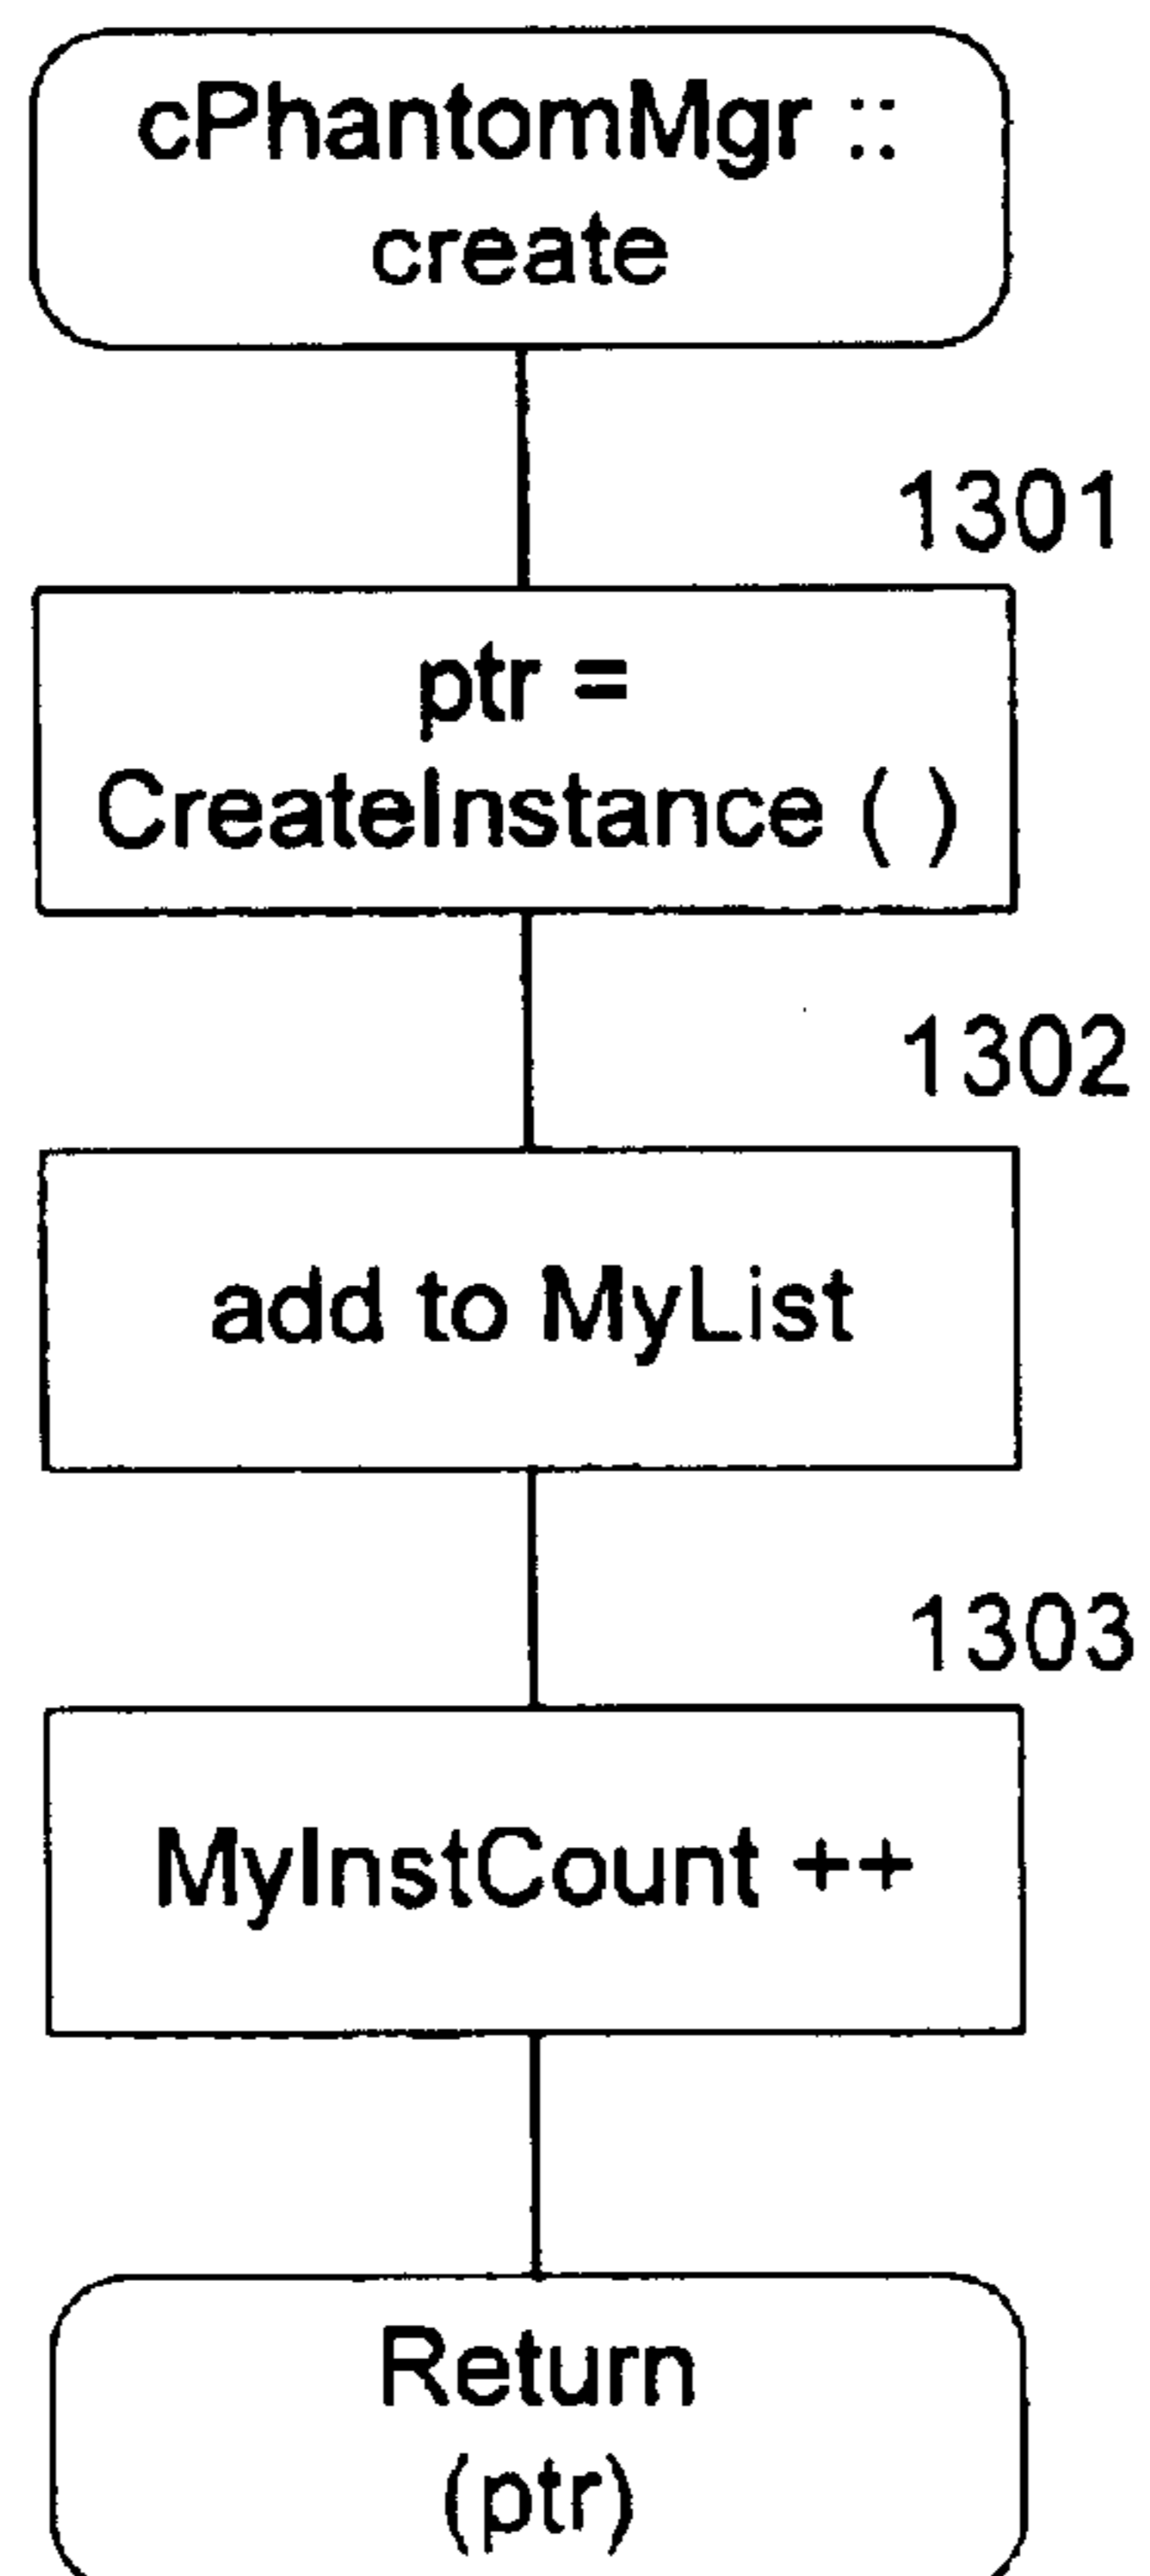 cPhantomMgr ::
create
1301
ptr =
CreateInstance ( )
1302
add to MyList
1303
MyInstCount ++
Return
(ptr)